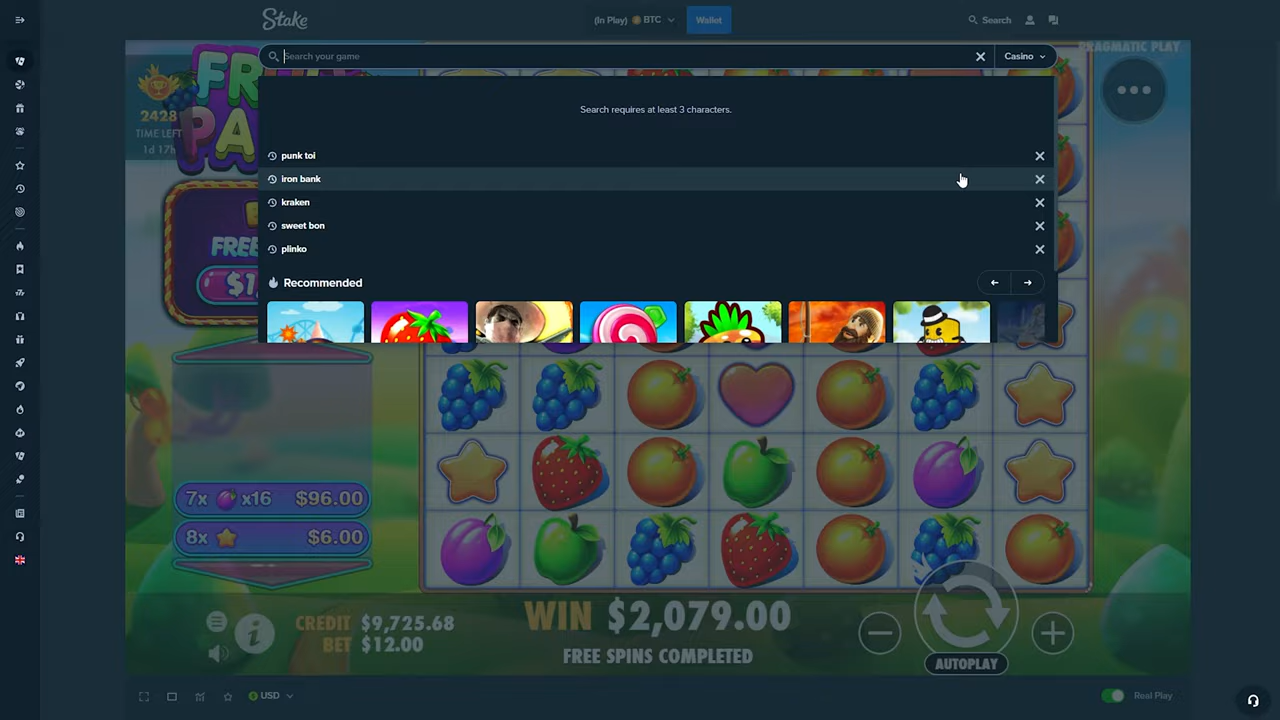 Stake
(In Play) BTC
Wallet
Search
Search your game
Casino
PRAGMATIC PLAY
Search requires at least 3 characters.
2428
TIME LEFT
1d 17h
punk toi
iron bank
kraken
sweet bon
plinko
FREE
Recommended
7x x16 $96.00
8x $6.00
CREDIT $9,725.68
BET $12.00
WIN $2,079.00
FREE SPINS COMPLETED
AUTOPLAY
USD
Real Play